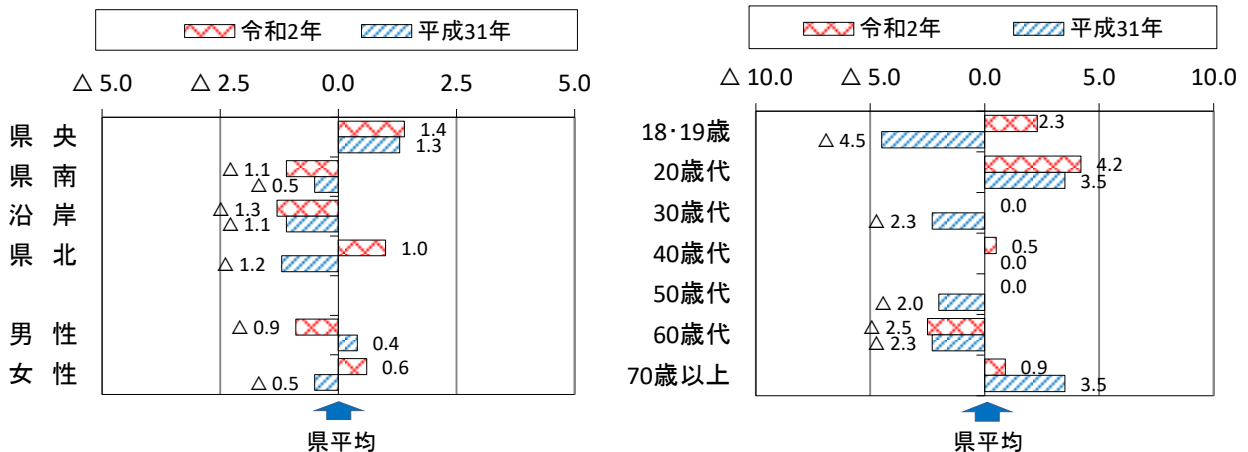 令和2年 平成31年
△ 5.0 △ 2.5 0.0 2.5 5.0
県 央 1.4
1.3
県 南 △ 1.1
△ 0.5
沿 岸 △ 1.3
△ 1.1
県 北 1.0
△ 1.2
男 性 △ 0.9
0.4
女 性 0.6
△ 0.5
県平均
令和2年 平成31年
△ 10.0 △ 5.0 0.0 5.0 10.0
18･19歳 2.3
△ 4.5
20歳代 4.2
3.5
30歳代 0.0
△ 2.3
40歳代 0.5
0.0
50歳代 0.0
△ 2.0
60歳代 △ 2.5
△ 2.3
70歳以上 0.9
3.5
県平均